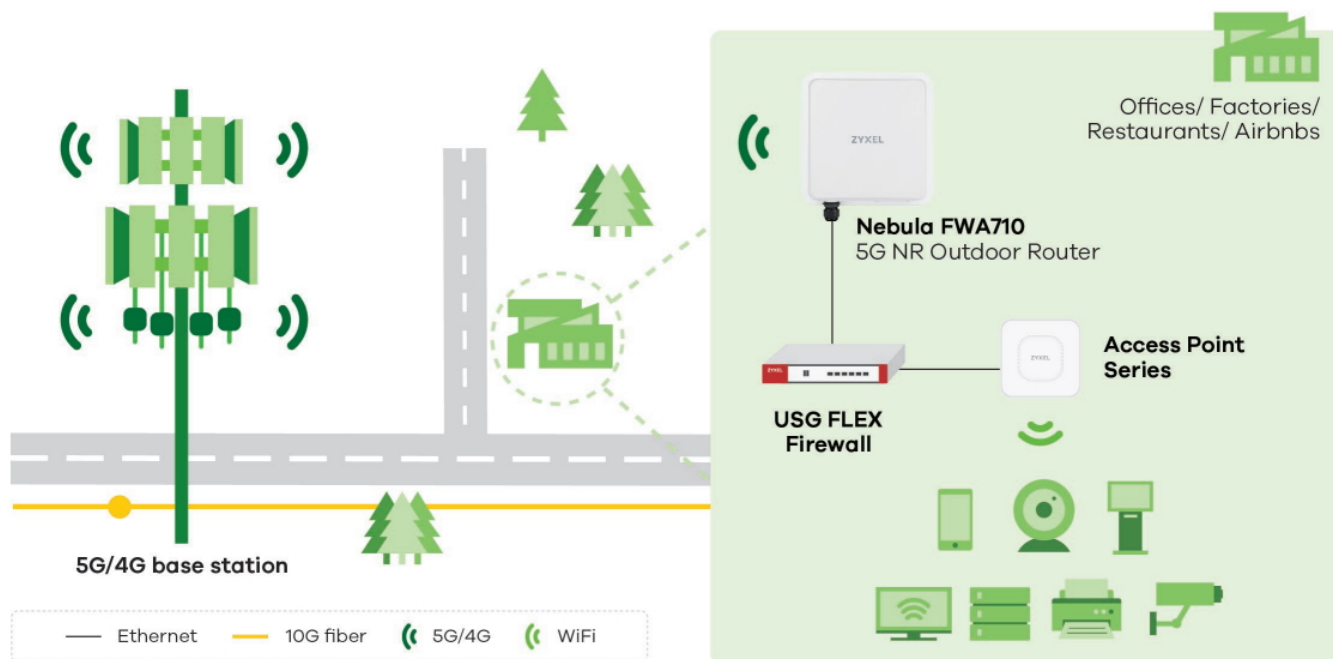 Offices/ Factories/
Restaurants/ Airbnbs
ZYXEL
Nebula FWA710
5G NR Outdoor Router
ZYXEL
ZYXEL
Access Point
Series
USG FLEX
Firewall
5G/4G base station
Ethernet
10G fiber
5G/4G
WiFi